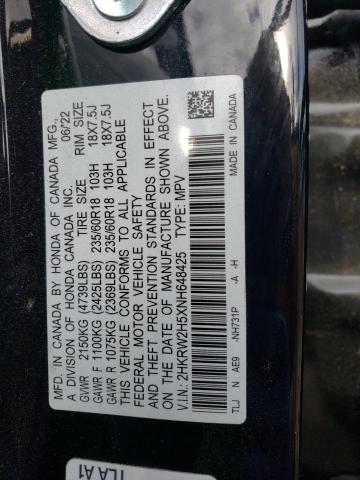 MFD. IN CANADA BY HONDA OF CANADA MFG.,
A DIVISION OF HONDA CANADA INC. 06/22
GVWR 2150KG (4739LBS) TIRE SIZE RIM SIZE
GAWR F 1100KG (2425LBS) 235/60R18 103H 18X7.5J
GAWR R 1075KG (2369LBS) 235/60R18 103H 18X7.5J
THIS VEHICLE CONFORMS TO ALL APPLICABLE
FEDERAL MOTOR VEHICLE SAFETY
AND THEFT PREVENTION STANDARDS IN EFFECT
ON THE DATE OF MANUFACTURE SHOWN ABOVE.
V.I.N: 2HKRW2H5XNH648425 TYPE: MPV
TLJ N AE9 -NH731P -A -H
MADE IN CANADA
TLA A1